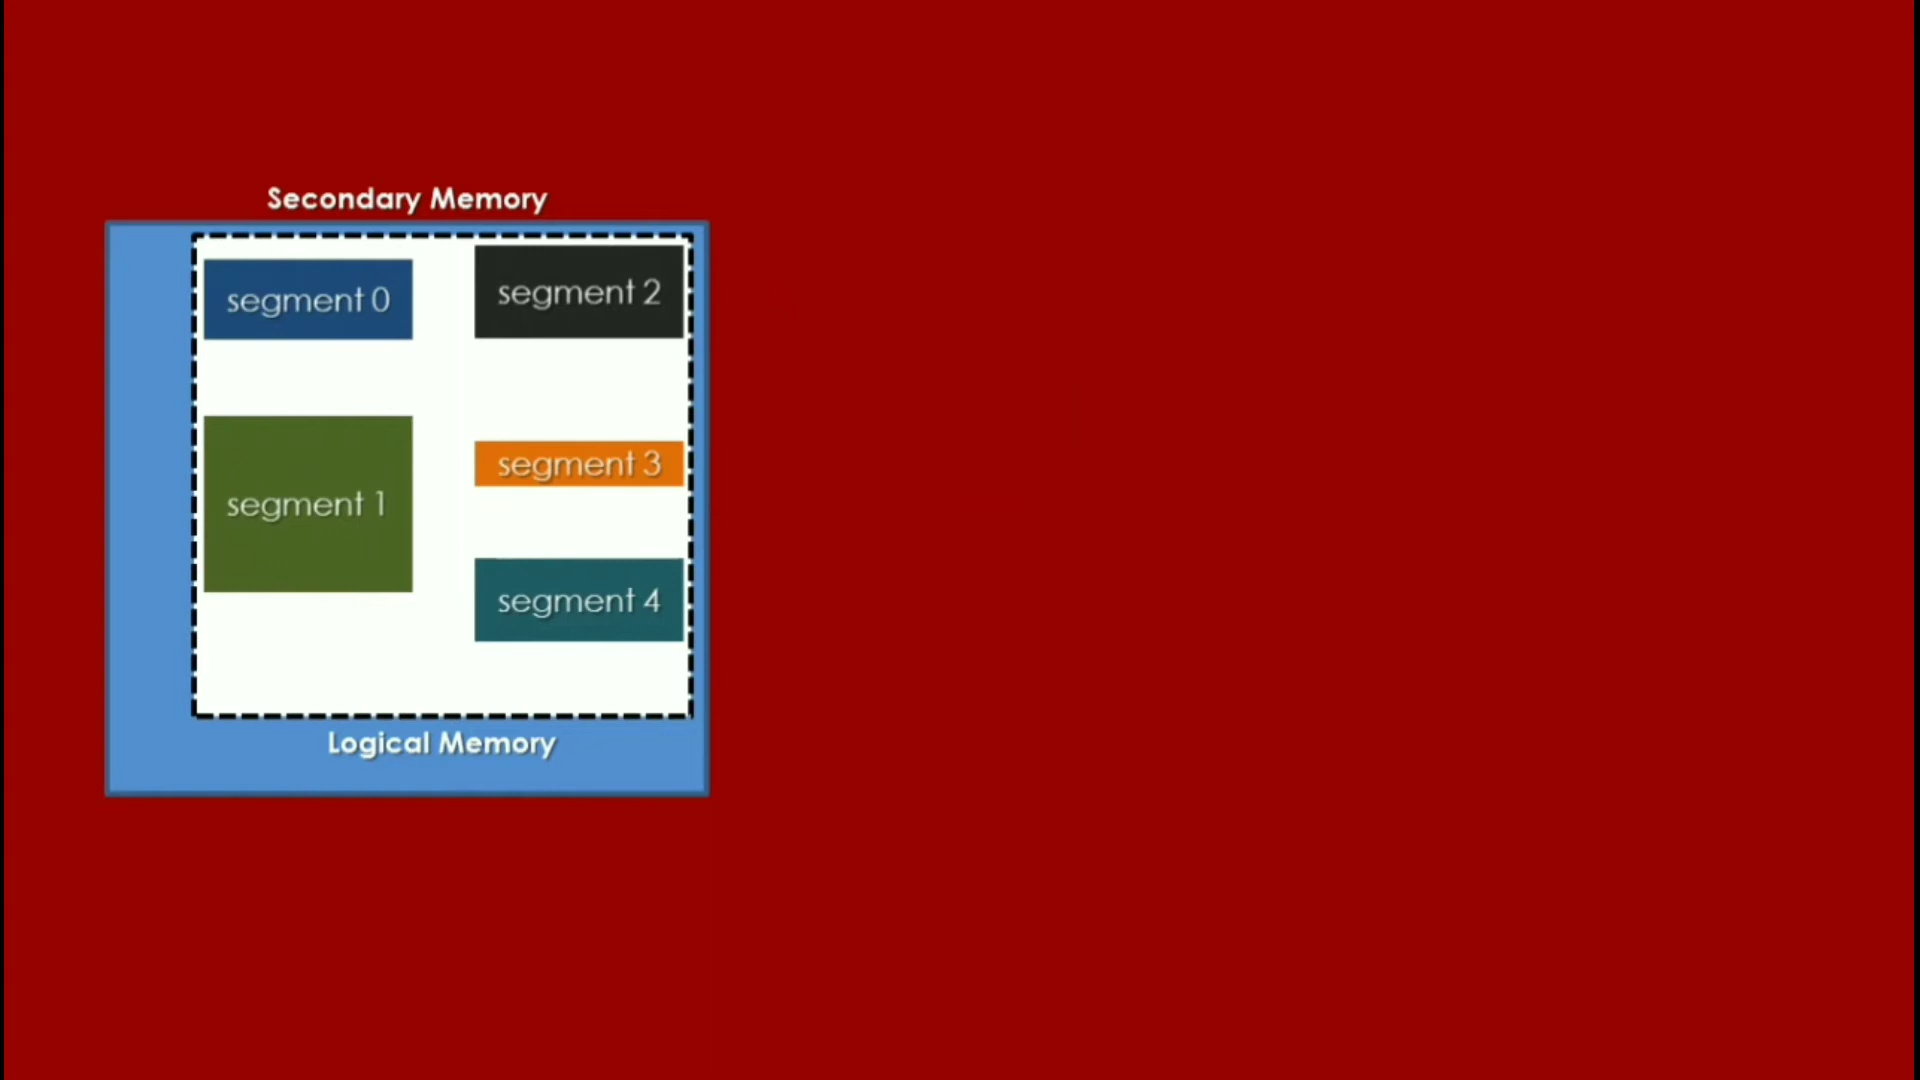 Secondary Memory
segment 0
segment 2
segment 1
segment 3
segment 4
Logical Memory